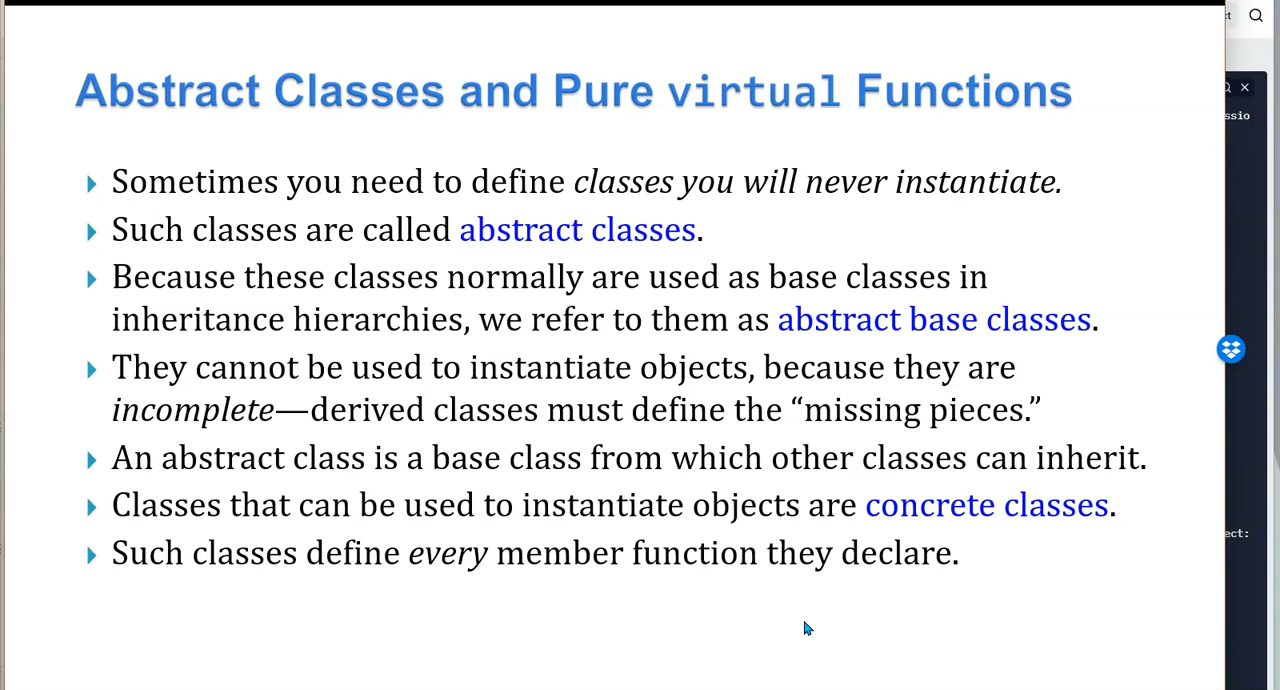 Abstract Classes and Pure virtual Functions
Sometimes you need to define classes you will never instantiate.
Such classes are called abstract classes.
Because these classes normally are used as base classes in
inheritance hierarchies, we refer to them as abstract base classes.
They cannot be used to instantiate objects, because they are
incomplete—derived classes must define the “missing pieces.”
An abstract class is a base class from which other classes can inherit.
Classes that can be used to instantiate objects are concrete classes.
Such classes define every member function they declare.
ssio
ect: